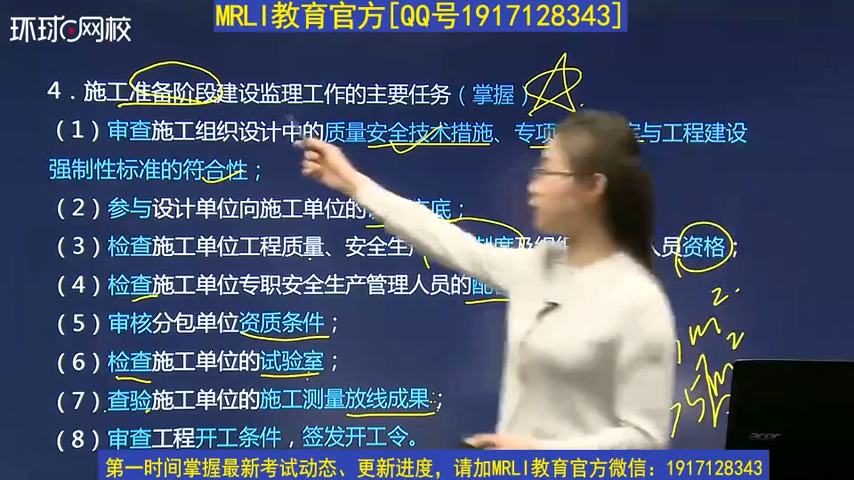 MRLI教育官方[QQ号1917128343]
环球网校
4．施工准备阶段建设监理工作的主要任务（掌握）
（1）审查施工组织设计中的质量安全技术措施、专项与工程建设
强制性标准的符合性；
（2）参与设计单位向施工单位的底；
（3）检查施工单位工程质量、安全生产制度及组人员资格；
（4）检查施工单位专职安全生产管理人员的配
（5）审核分包单位资质条件；
（6）检查施工单位的试验室；
（7）查验施工单位的施工测量放线成果；
（8）审查工程开工条件，签发开工令。
acer
第一时间掌握最新考试动态、更新进度，请加MRLI教育官方微信：1917128343